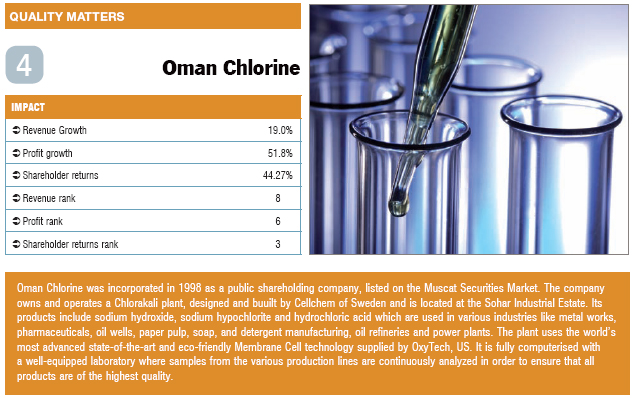 QUALITY MATTERS
4
Oman Chlorine
IMPACT
Revenue Growth 19.0%
Profit growth 51.8%
Shareholder returns 44.27%
Revenue rank 8
Profit rank 6
Shareholder returns rank 3
Oman Chlorine was incorporated in 1998 as a public shareholding company, listed on the Muscat Securities Market. The company
owns and operates a Chlorakali plant, designed and buuilt by Cellchem of Sweden and is located at the Sohar Industrial Estate. Its
products include sodium hydroxide, sodium hypochlorite and hydrochloric acid which are used in various industries like metal works,
pharmaceuticals, oil wells, paper pulp, soap, and detergent manufacturing, oil refineries and power plants. The plant uses the world's
most advanced state-of-the-art and eco-friendly Membrane Cell technology supplied by OxyTech, US. It is fully computerised with
a well-equipped laboratory where samples from the various production lines are continuously analyzed in order to ensure that all
products are of the highest quality.